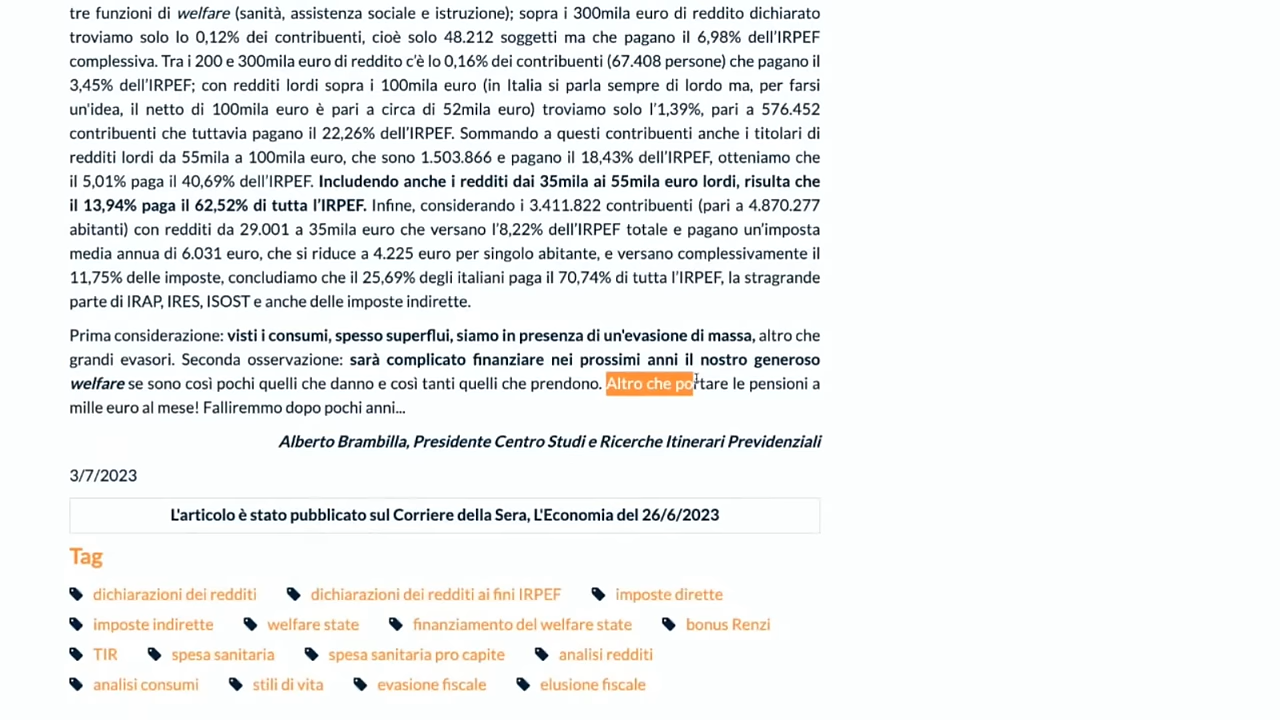 tre funzioni di welfare (sanità, assistenza sociale e istruzione); sopra i 300mila euro di reddito dichiarato
troviamo solo lo 0,12% dei contribuenti, cioè solo 48.212 soggetti ma che pagano il 6,98% dell'IRPEF
complessiva. Tra i 200 e 300mila euro di reddito c'è lo 0,16% dei contribuenti (67.408 persone) che pagano il
3,45% dell'IRPEF; con redditi lordi sopra i 100mila euro (in Italia si parla sempre di lordo ma, per farsi
un'idea, il netto di 100mila euro è pari a circa di 52mila euro) troviamo solo l'1,39%, pari a 576.452
contribuenti che tuttavia pagano il 22,26% dell'IRPEF. Sommando a questi contribuenti anche i titolari di
redditi lordi da 55mila a 100mila euro, che sono 1.503.866 e pagano il 18,43% dell'IRPEF, otteniamo che
il 5,01% paga il 40,69% dell'IRPEF. Includendo anche i redditi dai 35mila ai 55mila euro lordi, risulta che
il 13,94% paga il 62,52% di tutta l'IRPEF. Infine, considerando i 3.411.822 contribuenti (pari a 4.870.277
abitanti) con redditi da 29.001 a 35mila euro che versano l'8,22% dell'IRPEF totale e pagano un'imposta
media annua di 6.031 euro, che si riduce a 4.225 euro per singolo abitante, e versano complessivamente il
11,75% delle imposte, concludiamo che il 25,69% degli italiani paga il 70,74% di tutta l'IRPEF, la stragrande
parte di IRAP, IRES, ISOST e anche delle imposte indirette.
Prima considerazione: visti i consumi, spesso superflui, siamo in presenza di un'evasione di massa, altro che
grandi evasori. Seconda osservazione: sarà complicato finanziare nei prossimi anni il nostro generoso
welfare se sono così pochi quelli che danno e così tanti quelli che prendono. Altro che portare le pensioni a
mille euro al mese! Falliremmo dopo pochi anni...
Alberto Brambilla, Presidente Centro Studi e Ricerche Itinerari Previdenziali
3/7/2023
L'articolo è stato pubblicato sul Corriere della Sera, L'Economia del 26/6/2023
Tag
dichiarazioni dei redditi dichiarazioni dei redditi ai fini IRPEF imposte dirette
imposte indirette welfare state finanziamento del welfare state bonus Renzi
TIR spesa sanitaria spesa sanitaria pro capite analisi redditi
analisi consumi stili di vita evasione fiscale elusione fiscale